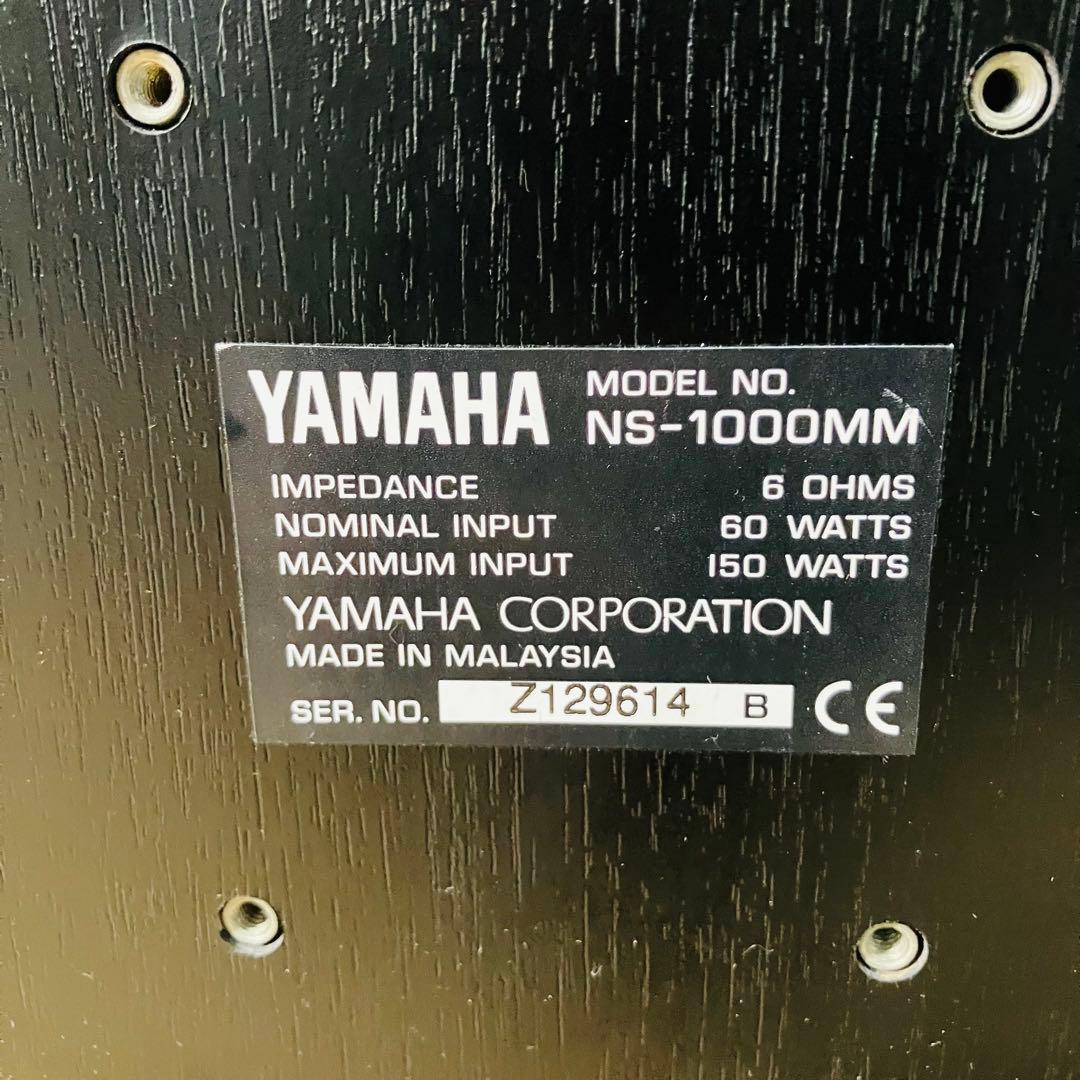 YAMAHA MODEL NO.
NS-1000MM
IMPEDANCE 6 OHMS
NOMINAL INPUT 60 WATTS
MAXIMUM INPUT 150 WATTS
YAMAHA CORPORATION
MADE IN MALAYSIA
SER. NO. Z129614 B CE